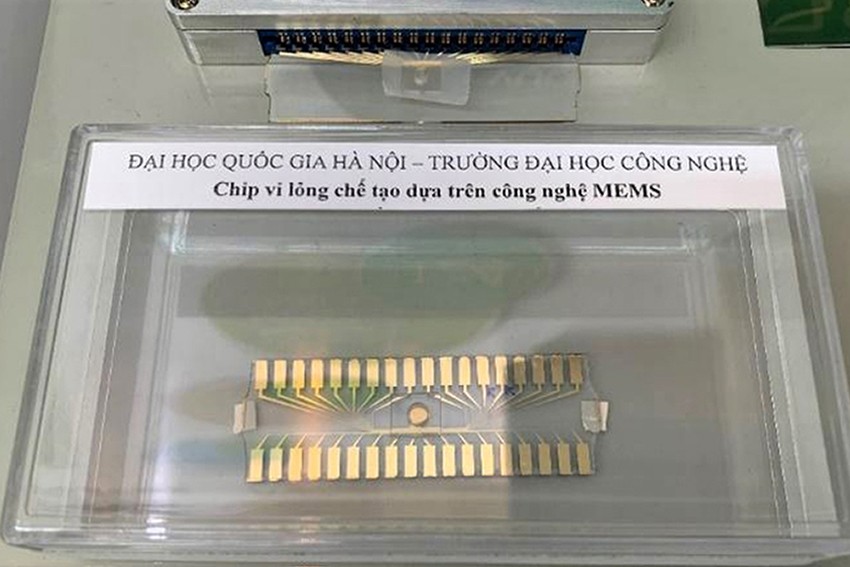 ĐẠI HỌC QUỐC GIA HÀ NỘI – TRƯỜNG ĐẠI HỌC CÔNG NGHỆ
Chip vi lỏng chế tạo dựa trên công nghệ MEMS